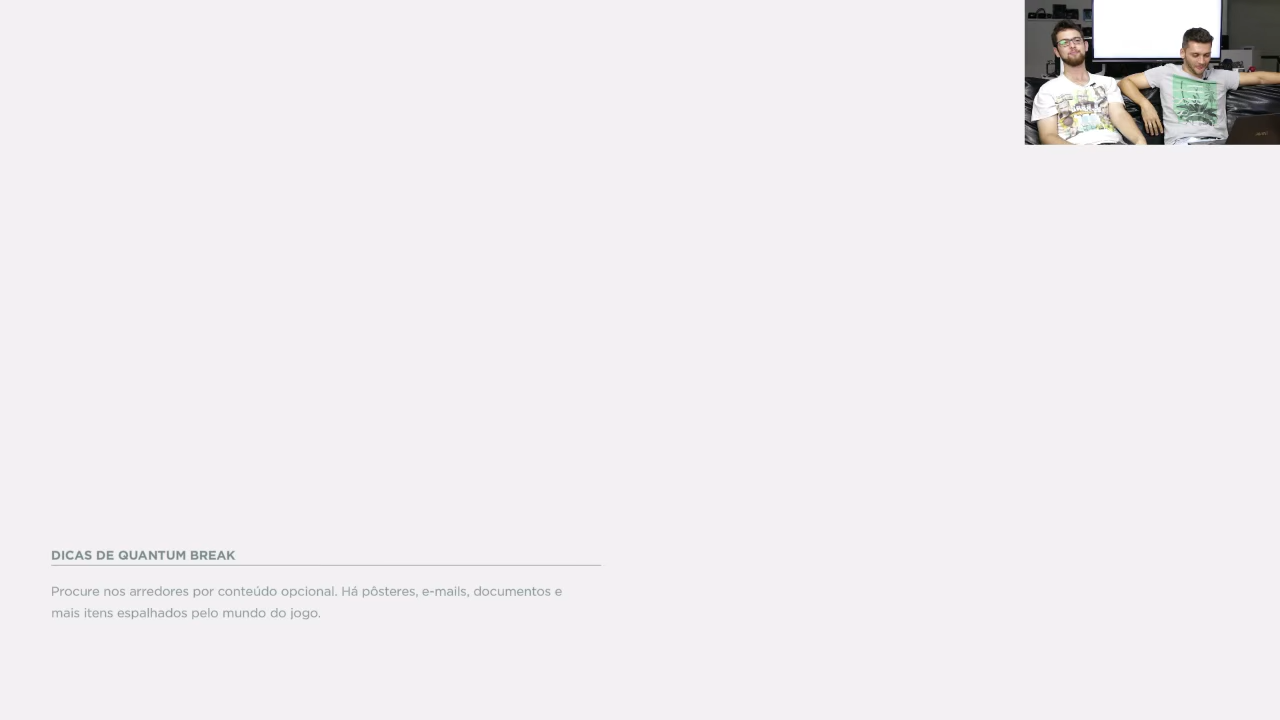 DICAS DE QUANTUM BREAK
Procure nos arredores por conteúdo opcional. Há pôsteres, e-mails, documentos e
mais itens espalhados pelo mundo do jogo.